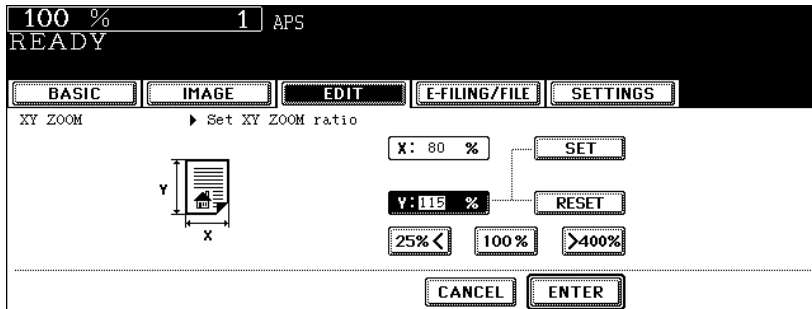 100 % 1 APS
READY
BASIC IMAGE EDIT E-FILING/FILE SETTINGS
XY ZOOM ▶ Set XY ZOOM ratio
X: 80 % SET
Y
Y:115 % RESET
X
25%< 100% >400%
CANCEL ENTER